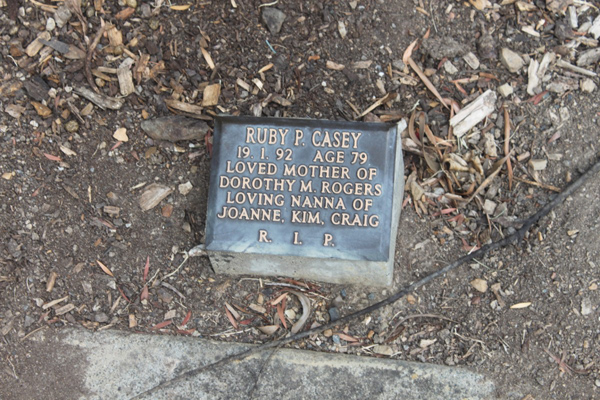 RUBY P. CASEY
19. 1. 92 AGE 79
LOVED MOTHER OF
DOROTHY M. ROGERS
LOVING NANNA OF
JOANNE, KIM, CRAIG
R. I. P.